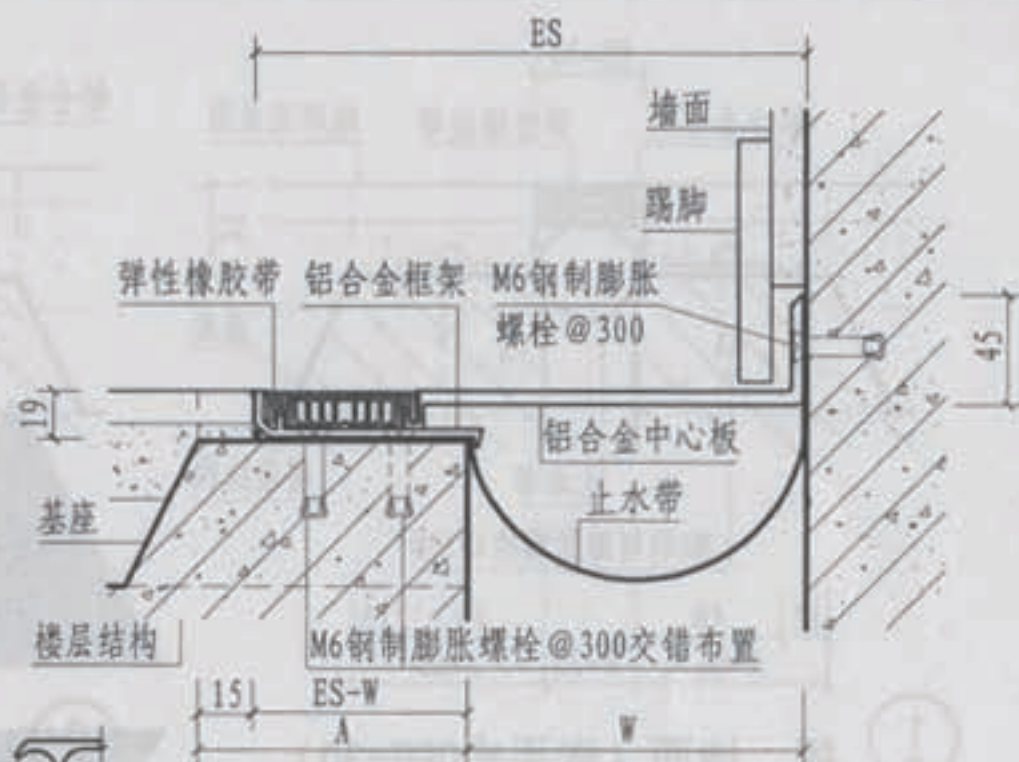 ES
墙面
踢脚
弹性橡胶带 铝合金框架 M6钢制膨胀
螺栓@300
45
19
铝合金中心板
止水带
基座
楼层结构
M6钢制膨胀螺栓@300交错布置
15 ES-W
A W